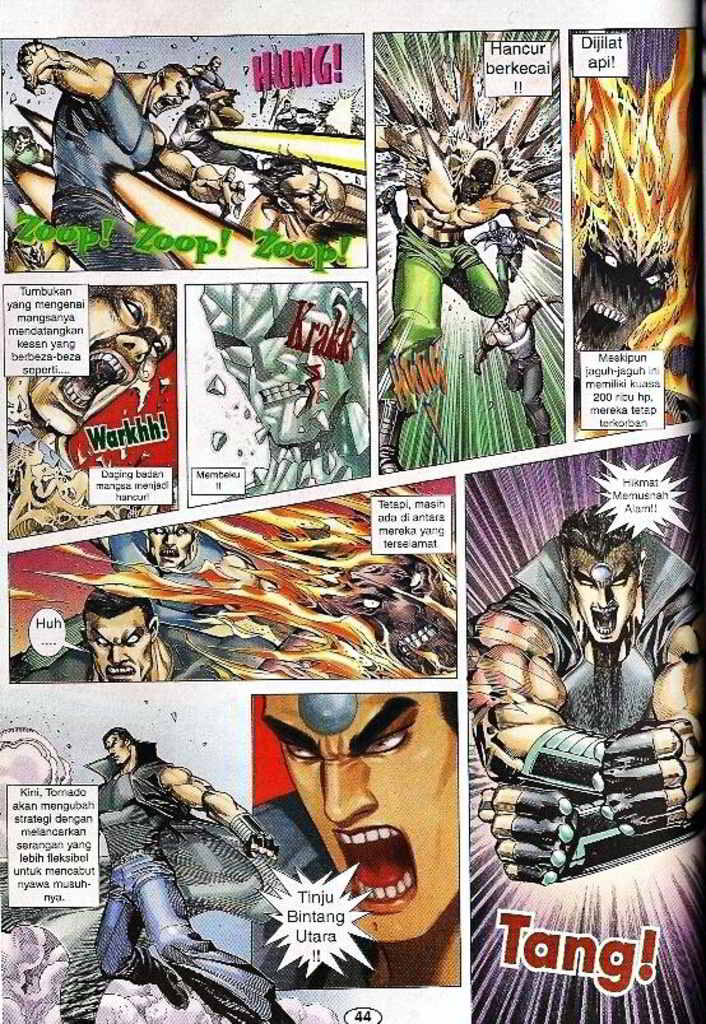 HUNG!
Zoop! Zoop! Zoop!
Hancur
berkecai
!!
Dijilat
api!
Meskipun
jaguh-jaguh ini
memiliki kuasa
200 ribu hp,
mereka tetap
terkorban
Tumbukan
yang mengenai
mangsanya
mendatangkan
kesan yang
berbeza-beza
seperti....
Warkhh!
Daging badan
mangsa menjadi
hancur!
Krakk
Membeku
!!
HUNG!
Tetapi, masih
ada di antara
mereka yang
terselamat
Huh
....
Hikmat
Memusnah
Alam!!
Tang!
Kini, Tornado
akan mengubah
strategi dengan
melancarkan
serangan yang
lebih fleksibel
untuk mencabut
nyawa musuh-
nya.
Tinju
Bintang
Utara
!!
44